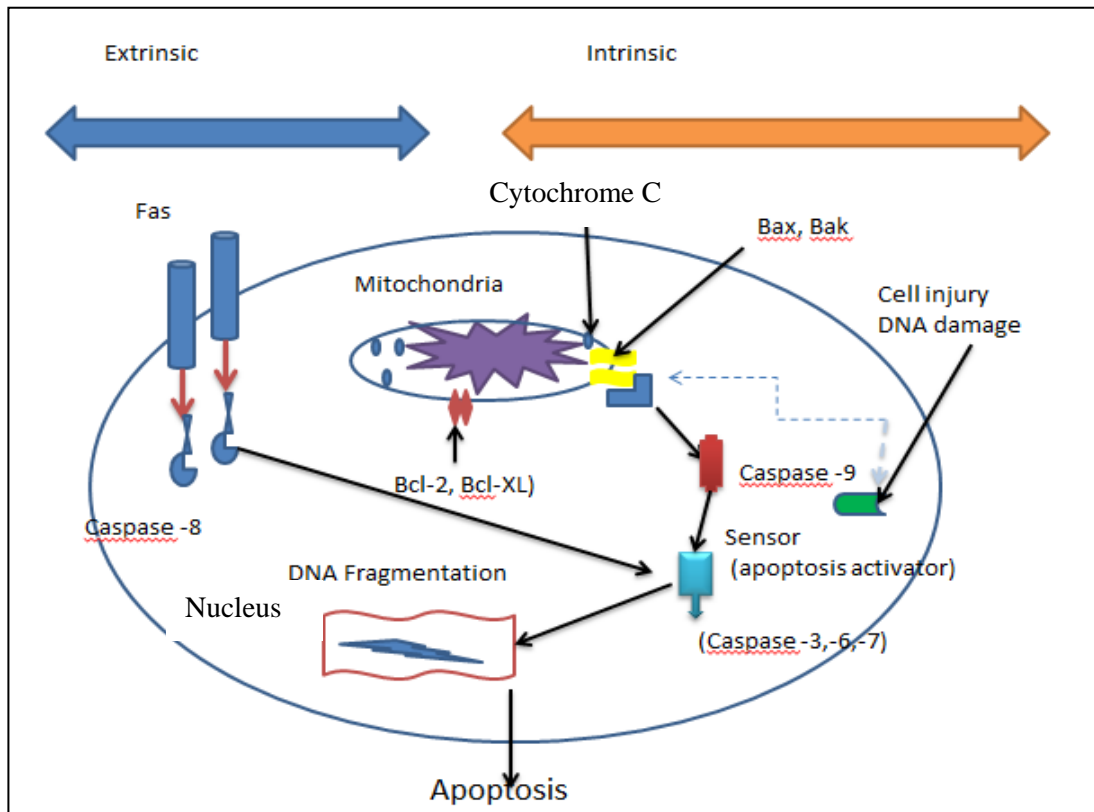 Extrinsic
Intrinsic
Cytochrome C
Fas
Bax, Bak
Mitochondria
Cell injury
DNA damage
Bcl-2, Bcl-XL)
Caspase -9
Caspase -8
Sensor
(apoptosis activator)
DNA Fragmentation
Nucleus
(Caspase -3,-6,-7)
Apoptosis